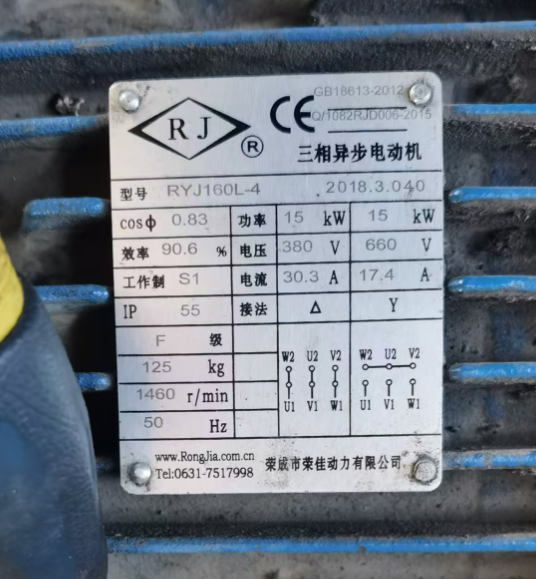 RJ ®
CE
GB18613-2012
Q/1082RJD006-2015
三相异步电动机
型号 RYJ160L-4 2018.3.040
cosφ 0.83 功率 15 kW 15 kW
效率 90.6 % 电压 380 V 660 V
工作制 S1 电流 30.3 A 17.4 A
IP 55 接法 △ Y
F 级
125 kg
1460 r/min
50 Hz
W2 U2 V2
U1 V1 W1
W2 U2 V2
U1 V1 W1
www.RongJia.com.cn
Tel:0631-7517998
荣成市荣佳动力有限公司